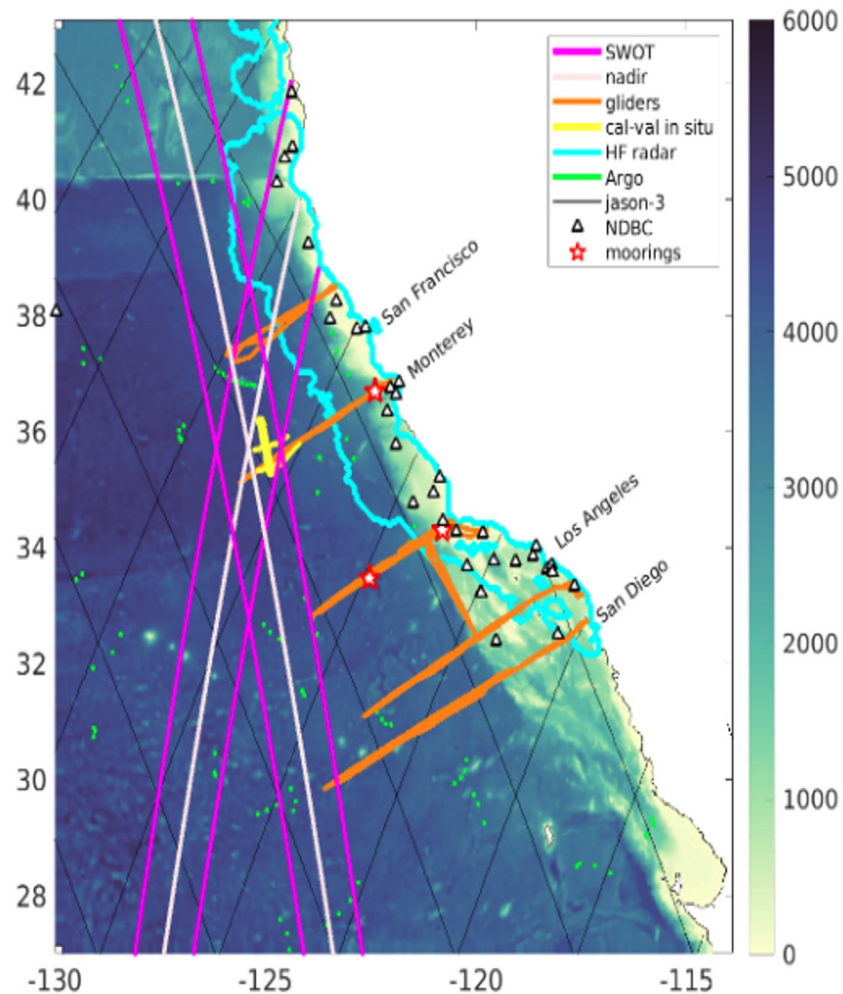 6000
5000
4000
3000
2000
1000
0
42
40
38
36
34
32
30
28
-130
-125
-120
-115
SWOT
nadir
gliders
cal-val in situ
HF radar
Argo
jason-3
NDBC
moorings
San Francisco
Monterey
Los Angeles
San Diego